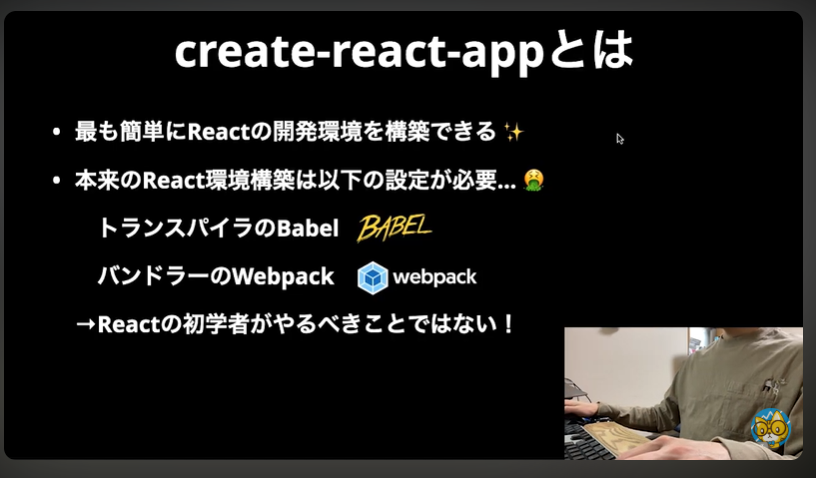 create-react-appとは
• 最も簡単にReactの開発環境を構築できる ✨
• 本来のReact環境構築は以下の設定が必要... 🤮
トランスパイラのBabel BABEL
バンドラーのWebpack webpack
→Reactの初学者がやるべきことではない！